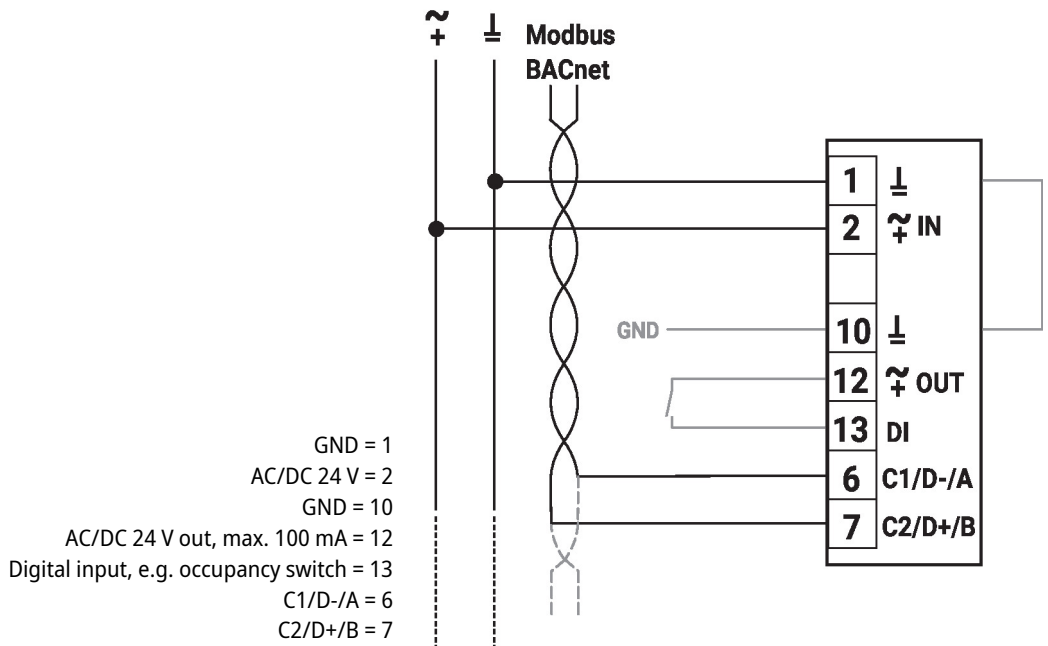 ~
+
⊥
Modbus
BACnet
1 ⊥
2 ~+ IN
GND 10 ⊥
12 ~+ OUT
13 DI
6 C1/D-/A
7 C2/D+/B
GND = 1
AC/DC 24 V = 2
GND = 10
AC/DC 24 V out, max. 100 mA = 12
Digital input, e.g. occupancy switch = 13
C1/D-/A = 6
C2/D+/B = 7